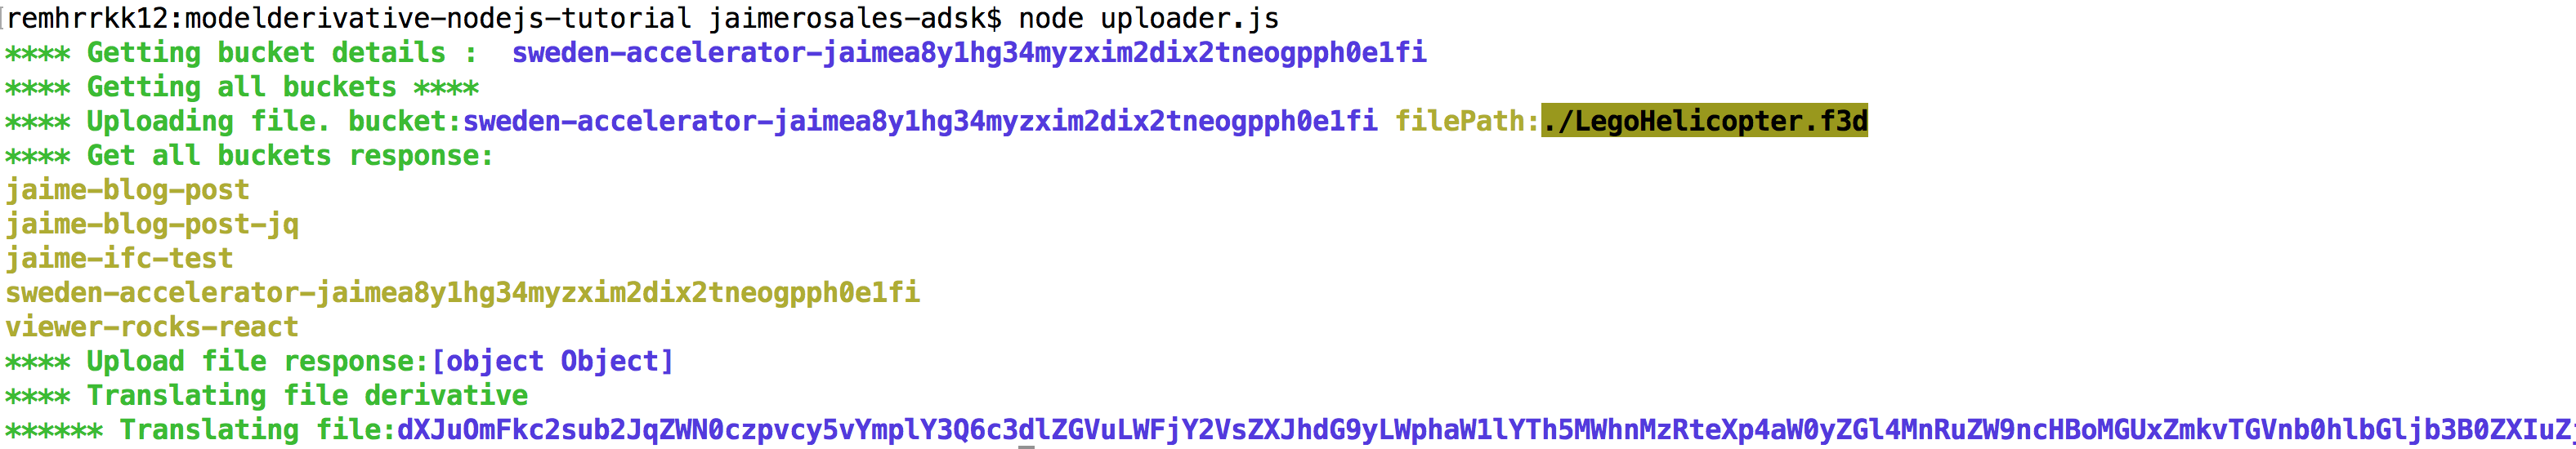 remhrrkk12:modelderivative-nodejs-tutorial jaimerosales-adsk$ node uploader.js
**** Getting bucket details :  sweden-accelerator-jaimea8y1hg34myzxim2dix2tneogpph0e1fi
**** Getting all buckets ****
**** Uploading file. bucket:sweden-accelerator-jaimea8y1hg34myzxim2dix2tneogpph0e1fi filePath:./LegoHelicopter.f3d
**** Get all buckets response:
jaime-blog-post
jaime-blog-post-jq
jaime-ifc-test
sweden-accelerator-jaimea8y1hg34myzxim2dix2tneogpph0e1fi
viewer-rocks-react
**** Upload file response:[object Object]
**** Translating file derivative
****** Translating file:dXJuOmFkc2sub2JqZWN0czpvcy5vYmplY3Q6c3dlZGVuLWFjY2VsZXJhdG9yLWphaW1lYTh5MWhnMzRteXp4aW0yZGl4MnRuZW9ncHBoMGUxZmkvTGVnb0hlbGljb3B0ZXIuZj